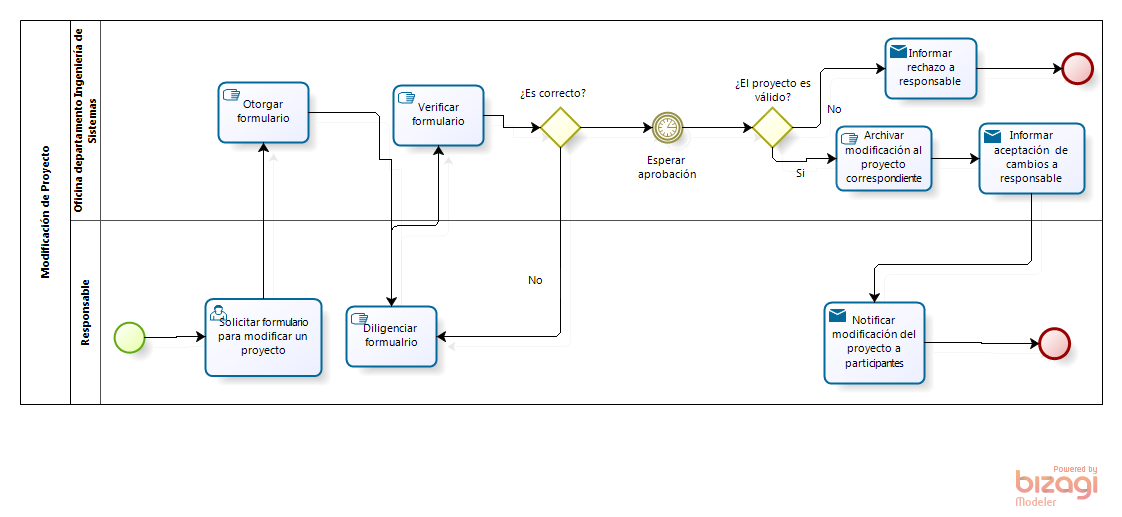 Modificación de Proyecto
Oficina departamento Ingeniería de
Sistemas
Otorgar
formulario
Verificar
formulario
¿Es correcto?
Esperar
aprobación
¿El proyecto es
válido?
No
Si
Informar
rechazo a
responsable
Archivar
modificación al
proyecto
correspondiente
Informar
aceptación de
cambios a
responsable
Responsable
Solicitar formulario
para modificar un
proyecto
Diligenciar
formualrio
No
Notificar
modificación del
proyecto a
participantes
Powered by
bizagi
Modeler